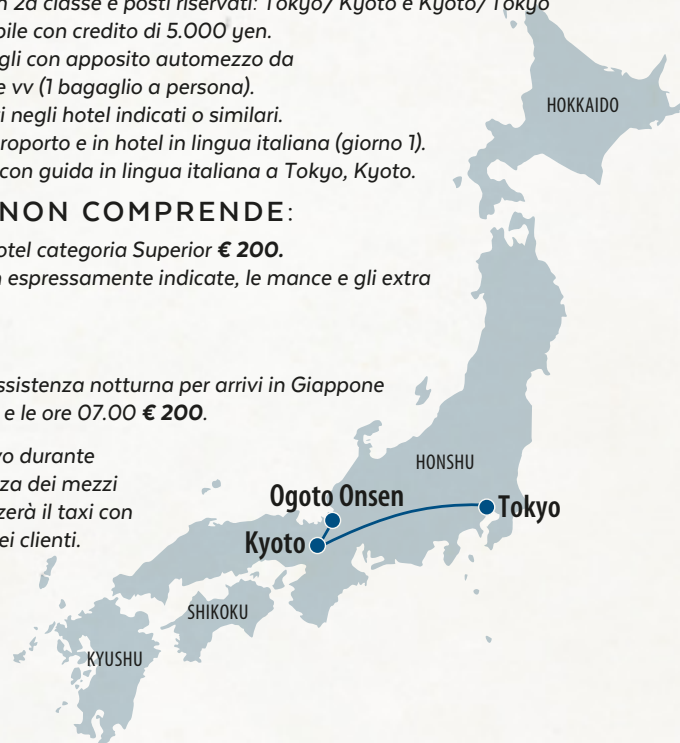 n 2a classe e posti riservati: Tokyo/ Kyoto e Kyoto/ Tokyo
bile con credito di 5.000 yen.
gli con apposito automezzo da
e vv (1 bagaglio a persona).
i negli hotel indicati o similari.
roporto e in hotel in lingua italiana (giorno 1).
con guida in lingua italiana a Tokyo, Kyoto.
NON COMPRENDE:
otel categoria Superior € 200.
n espressamente indicate, le mance e gli extra
ssistenza notturna per arrivi in Giappone
e le ore 07.00 € 200.
vo durante
za dei mezzi
zerà il taxi con
ei clienti.
HOKKAIDO
HONSHU
Ogoto Onsen
Tokyo
Kyoto
SHIKOKU
KYUSHU